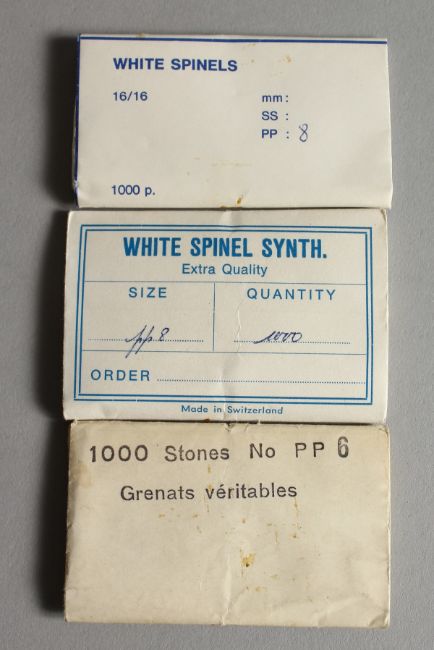 WHITE SPINELS
16/16 mm :
SS :
PP : 8
1000 p.
WHITE SPINEL SYNTH.
Extra Quality
SIZE QUANTITY
pp 8 1000
ORDER
Made in Switzerland
1000 Stones No PP 6
Grenats véritables